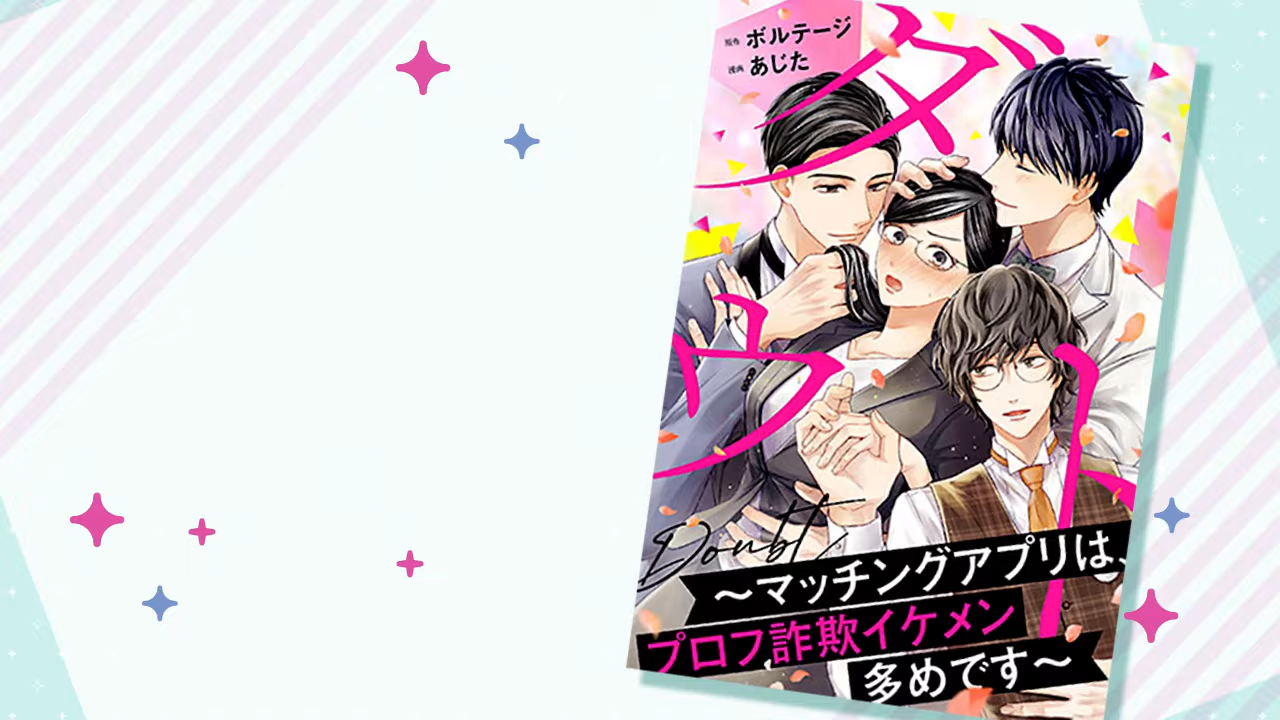 原作 ボルテージ
漫画 あじた
ダウト
Doubt
～マッチングアプリは、
プロフ詐欺イケメン
多めです～